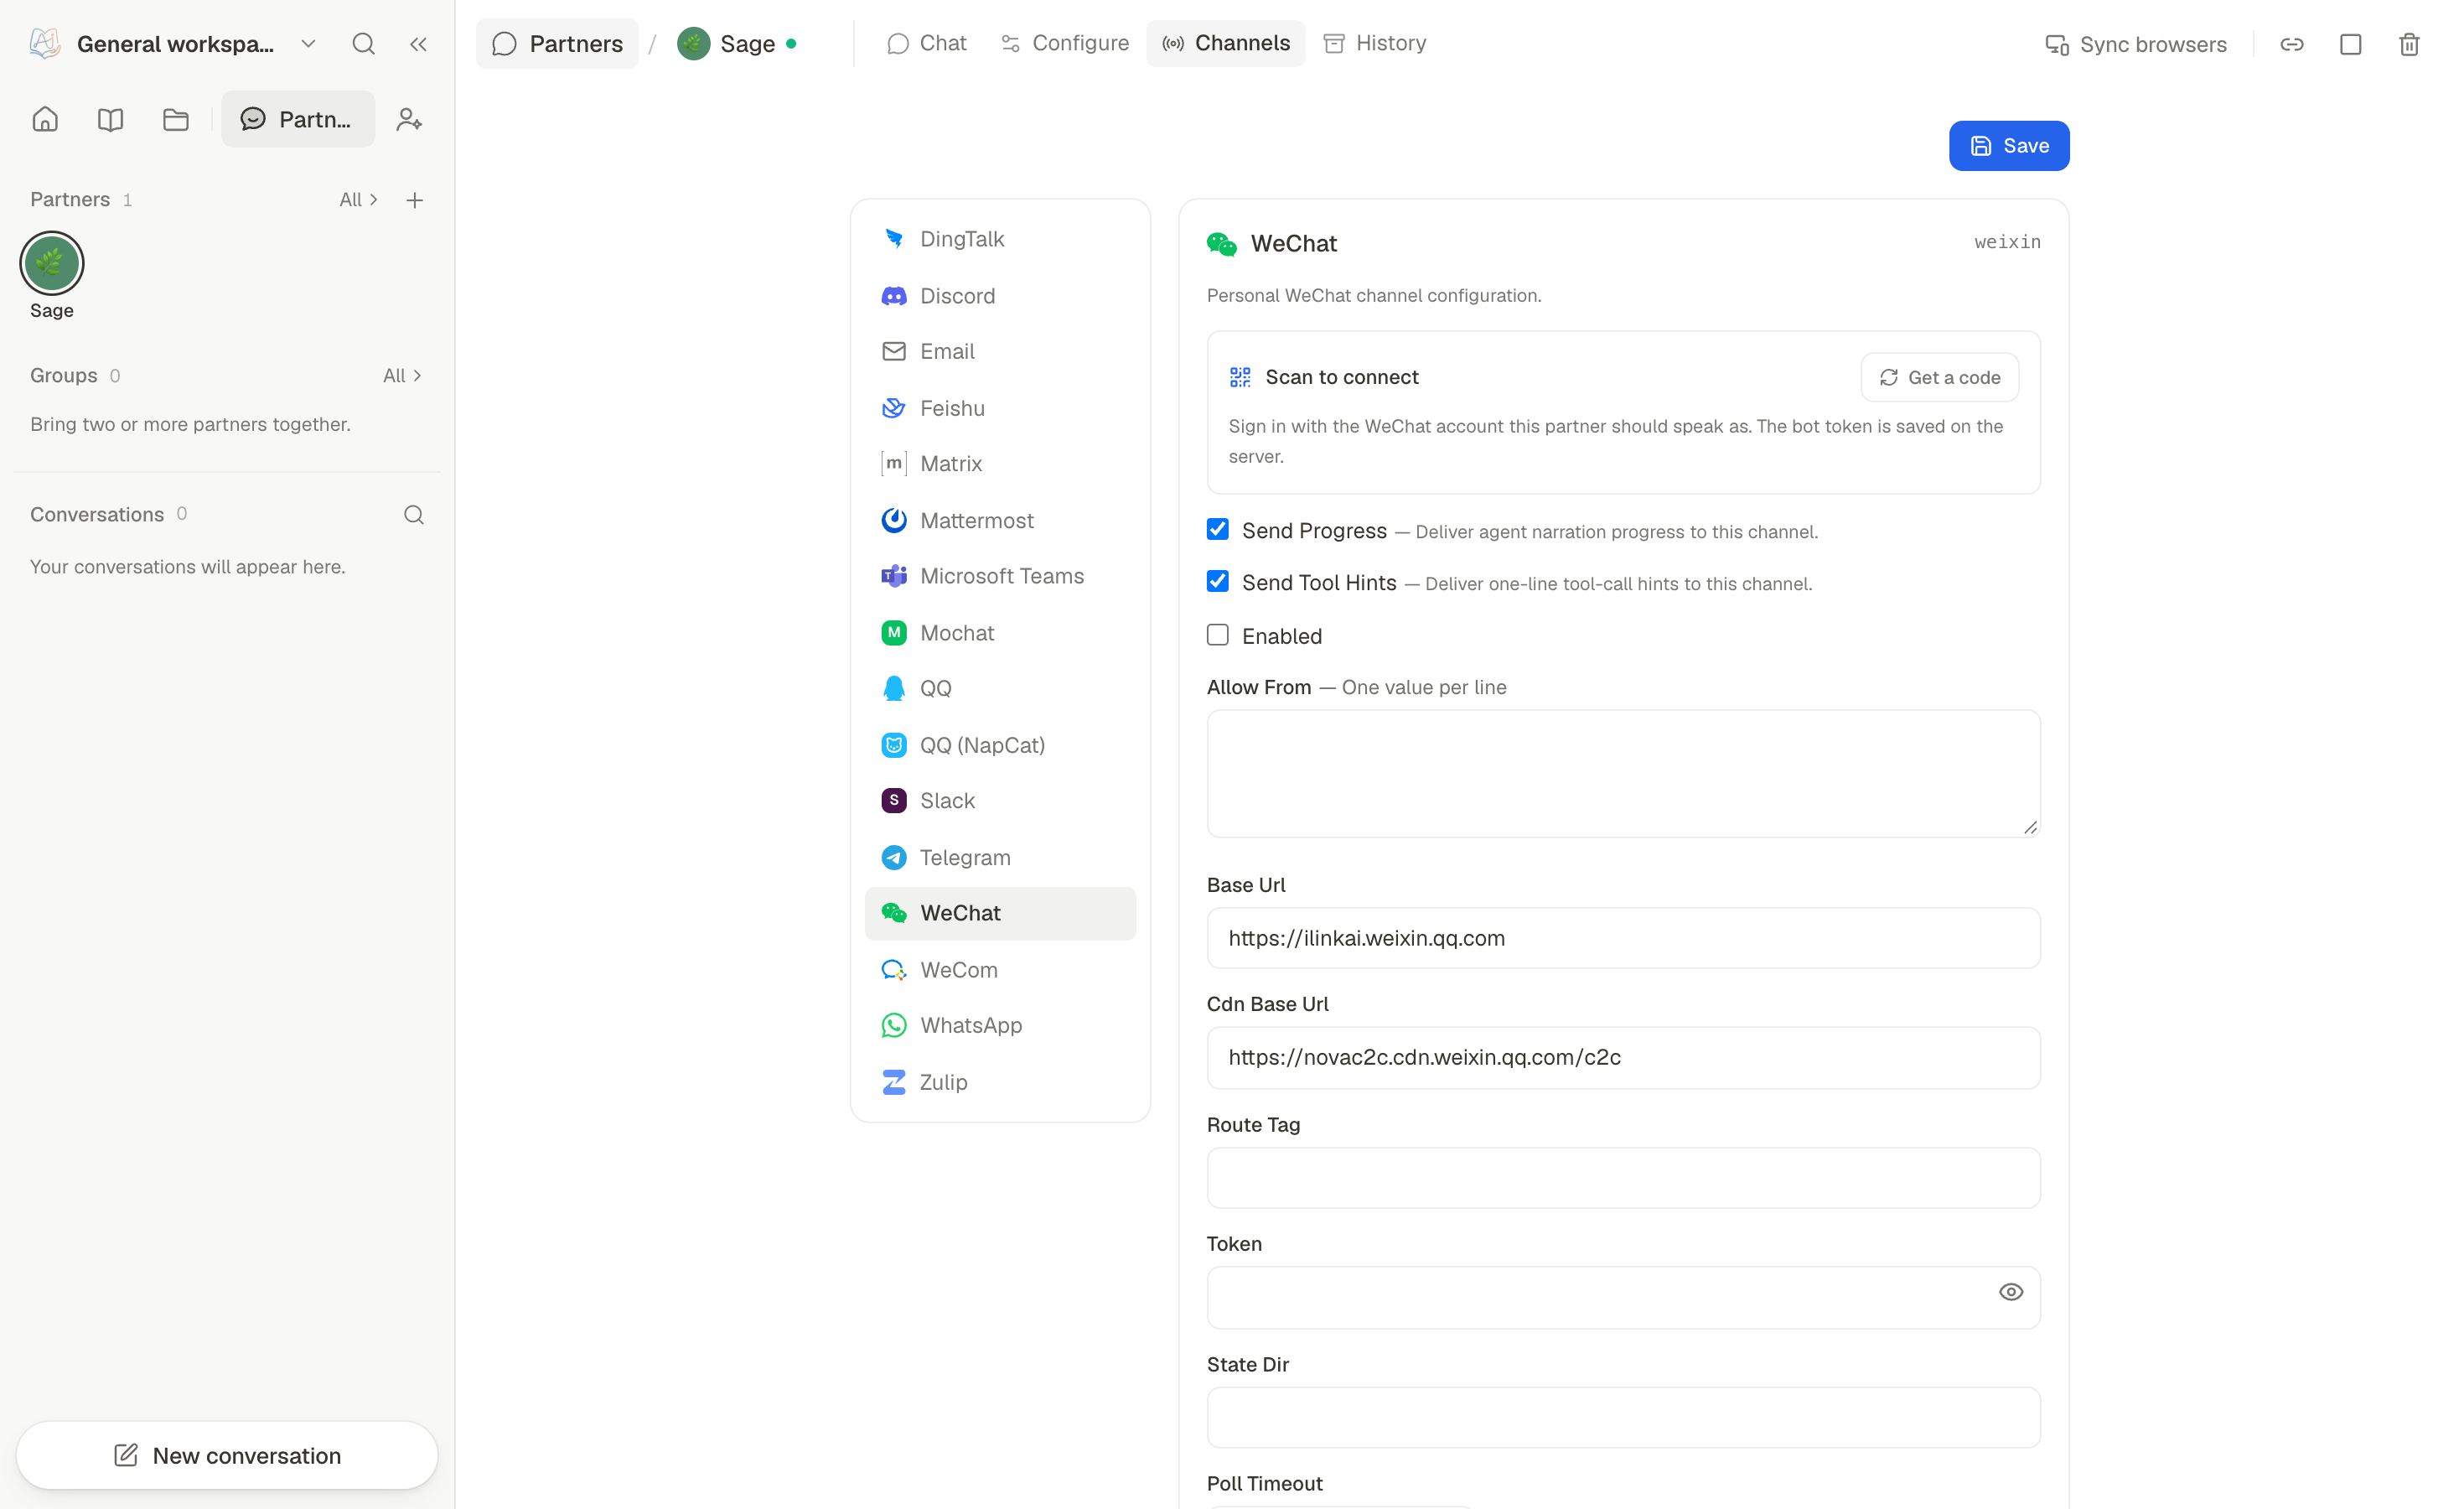 General workspa...
Partn...
Partners 1
All
Sage
Groups 0
All
Bring two or more partners together.
Conversations 0
Your conversations will appear here.
New conversation
Partners / Sage
Chat
Configure
Channels
History
Sync browsers
Save
DingTalk
Discord
Email
Feishu
[m] Matrix
Mattermost
T Microsoft Teams
M Mochat
QQ
QQ (NapCat)
S Slack
Telegram
WeChat
WeCom
WhatsApp
Zulip
WeChat
weixin
Personal WeChat channel configuration.
Scan to connect
Get a code
Sign in with the WeChat account this partner should speak as. The bot token is saved on the
server.
Send Progress — Deliver agent narration progress to this channel.
Send Tool Hints — Deliver one-line tool-call hints to this channel.
Enabled
Allow From — One value per line
Base Url
https://ilinkai.weixin.qq.com
Cdn Base Url
https://novac2c.cdn.weixin.qq.com/c2c
Route Tag
Token
State Dir
Poll Timeout